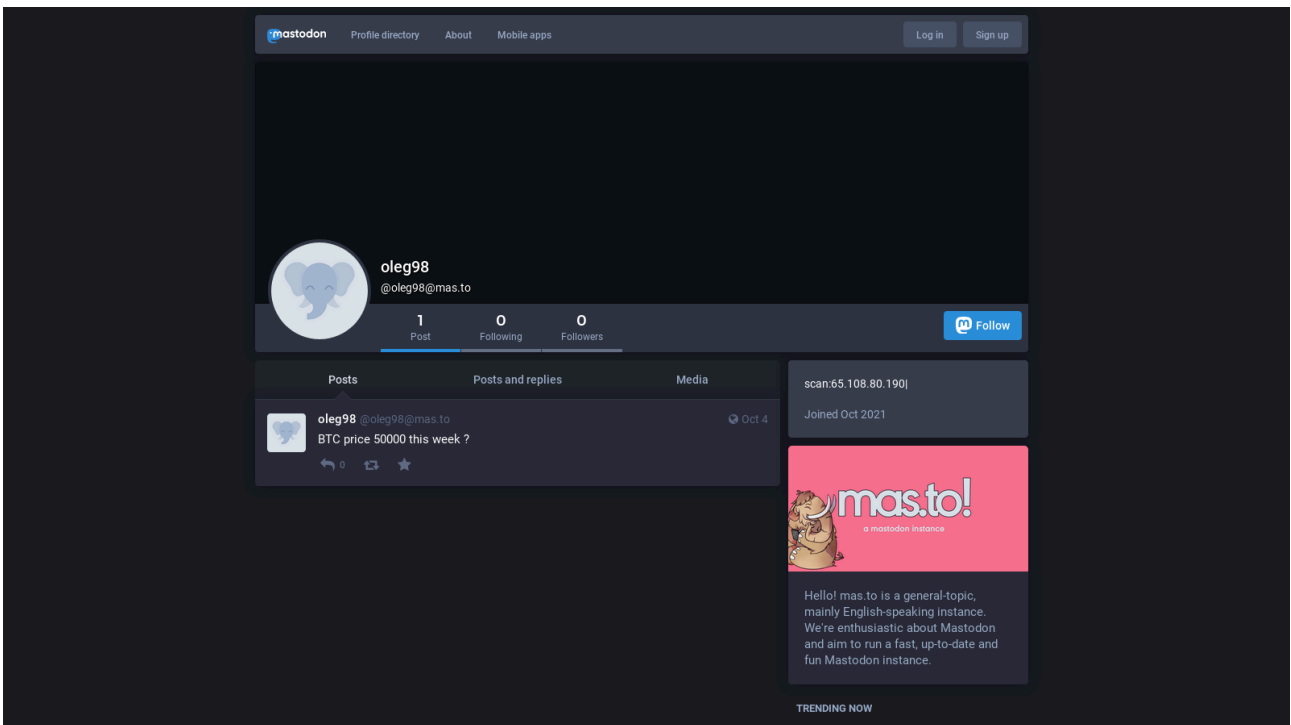 mastodon Profile directory About Mobile apps Log in Sign up
oleg98
@oleg98@mas.to
1 0 0
Post Following Followers
Follow
Posts Posts and replies Media
oleg98 @oleg98@mas.to Oct 4
BTC price 50000 this week ?
0
scan:65.108.80.190|
Joined Oct 2021
mas.to!
a mastodon instance
Hello! mas.to is a general-topic,
mainly English-speaking instance.
We're enthusiastic about Mastodon
and aim to run a fast, up-to-date and
fun Mastodon instance.
TRENDING NOW